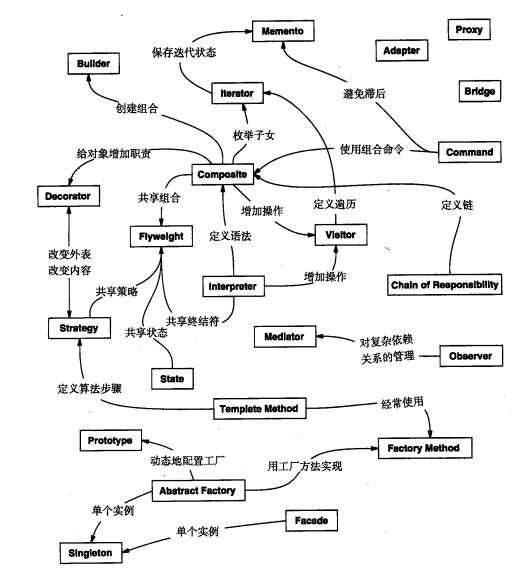 Memento
Proxy
Adapter
保存迭代状态
Builder
Iterator
避免滞后
Bridge
创建组合
枚举子女
使用组合命令
Command
给对象增加职责
Composite
Decorator
共享组合
增加操作
定义遍历
定义链
Flyweight
定义语法
Visitor
改变外表
改变内容
增加操作
Interpreter
Chain of Responsibility
共享策略
共享终结符
Strategy
共享状态
Mediator
对复杂依赖
关系的管理
Observer
State
定义算法步骤
Template Method
经常使用
Prototype
Factory Method
动态地配置工厂
用工厂方法实现
Abstract Factory
单个实例
Facade
单个实例
Singleton